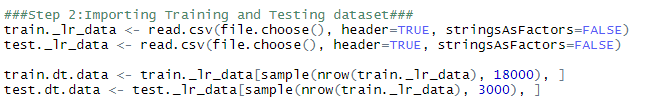 ###Step 2:Importing Training and Testing dataset###
train._lr_data <- read.csv(file.choose(), header=TRUE, stringsAsFactors=FALSE)
test._lr_data <- read.csv(file.choose(), header=TRUE, stringsAsFactors=FALSE)
train.dt.data <- train._lr_data[sample(nrow(train._lr_data), 18000), ]
test.dt.data <- test._lr_data[sample(nrow(train._lr_data), 3000), ]